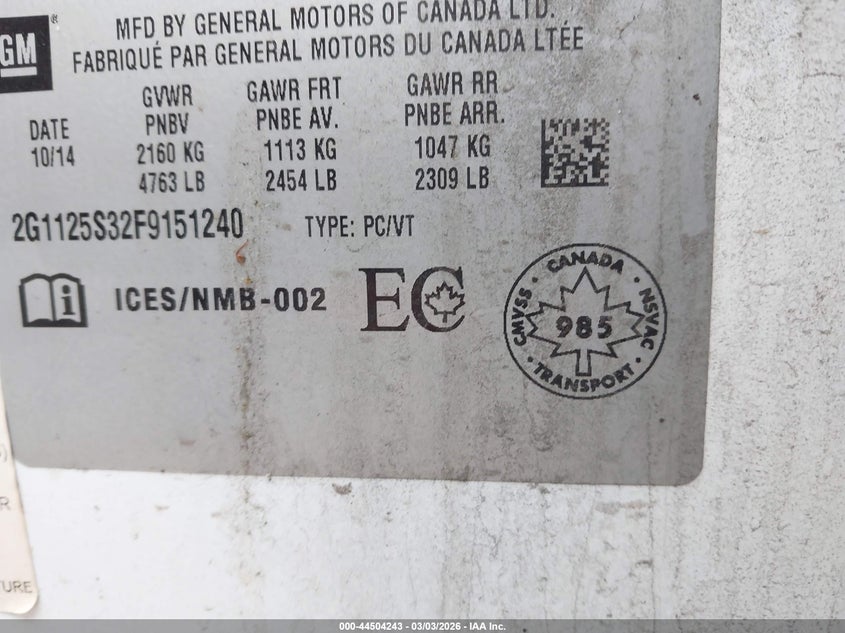 GM
MFD BY GENERAL MOTORS OF CANADA LTD.
FABRIQUÉ PAR GENERAL MOTORS DU CANADA LTÉE
DATE
10/14
GVWR
PNBV
2160 KG
4763 LB
GAWR FRT
PNBE AV.
1113 KG
2454 LB
GAWR RR
PNBE ARR.
1047 KG
2309 LB
2G1125S32F9151240 TYPE: PC/VT
i ICES/NMB-002 EC
CANADA
CMVSS 985 NSVAC
TRANSPORT
R
TURE
000-44504243 - 03/03/2026 - IAA Inc.